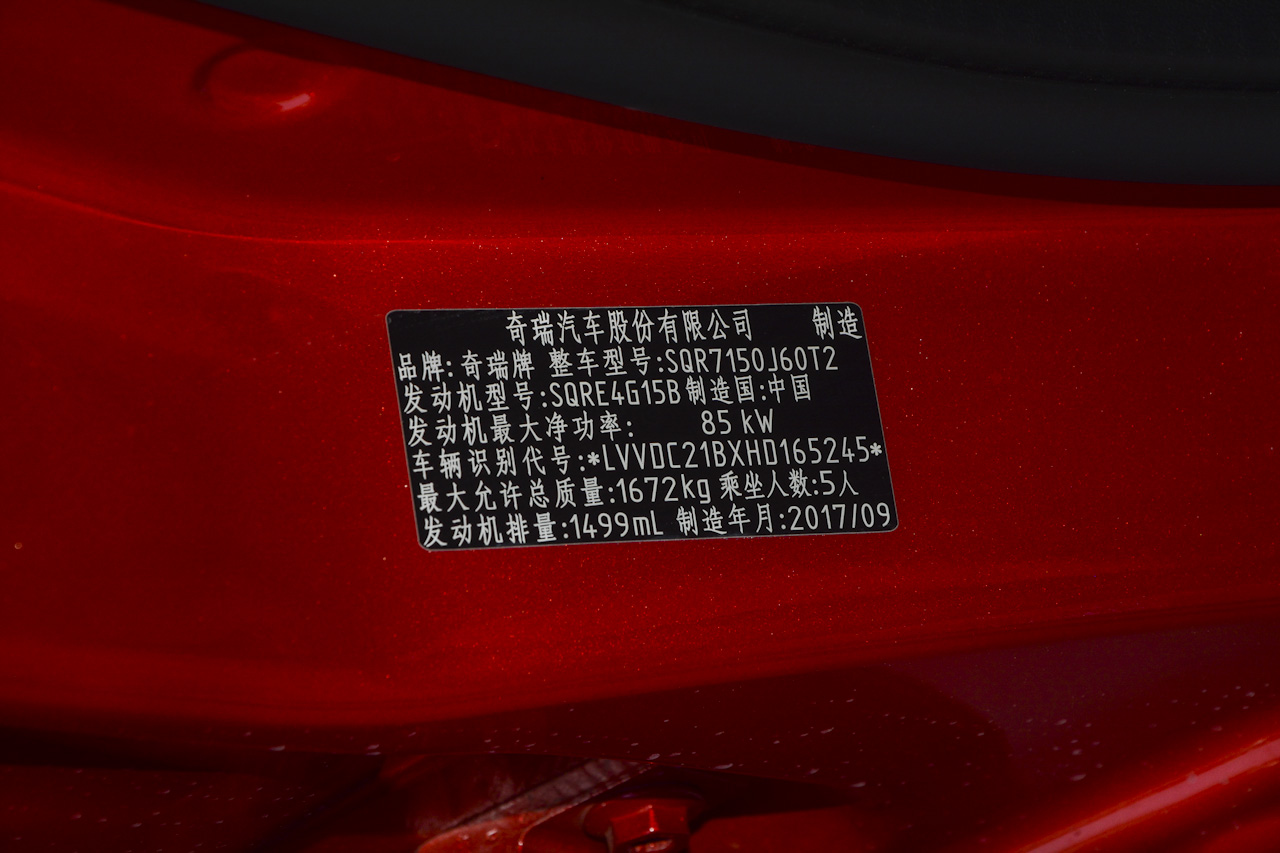 奇瑞汽车股份有限公司 制造
品牌:奇瑞牌 整车型号:SQR7150J60T2
发动机型号:SQRE4G15B 制造国:中国
发动机最大净功率: 85 kW
车辆识别代号:*LVVDC21BXHD165245*
最大允许总质量:1672kg 乘坐人数:5人
发动机排量:1499mL 制造年月:2017/09